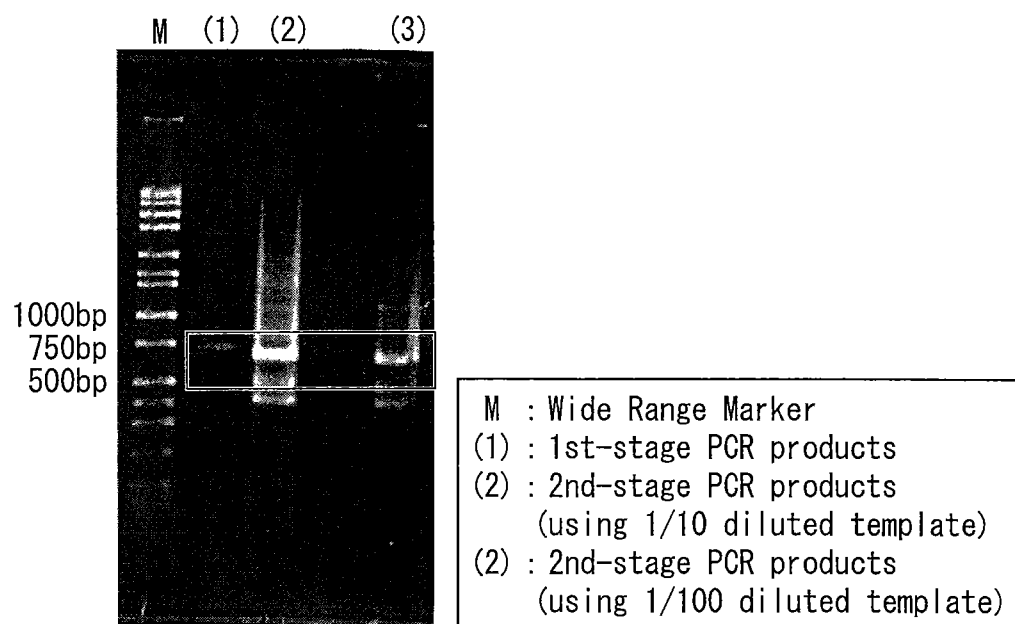 M (1) (2) (3)
1000bp
750bp
500bp
M : Wide Range Marker
(1) : 1st-stage PCR products
(2) : 2nd-stage PCR products
(using 1/10 diluted template)
(2) : 2nd-stage PCR products
(using 1/100 diluted template)